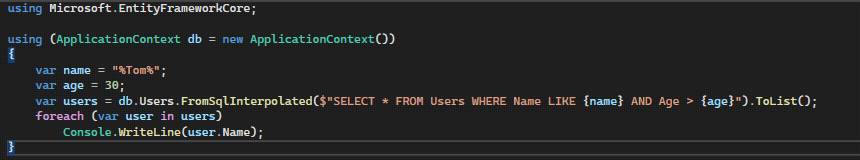 using Microsoft.EntityFrameworkCore;
using (ApplicationContext db = new ApplicationContext())
{
    var name = "%Tom%";
    var age = 30;
    var users = db.Users.FromSqlInterpolated($"SELECT * FROM Users WHERE Name LIKE {name} AND Age > {age}").ToList();
    foreach (var user in users)
        Console.WriteLine(user.Name);
}